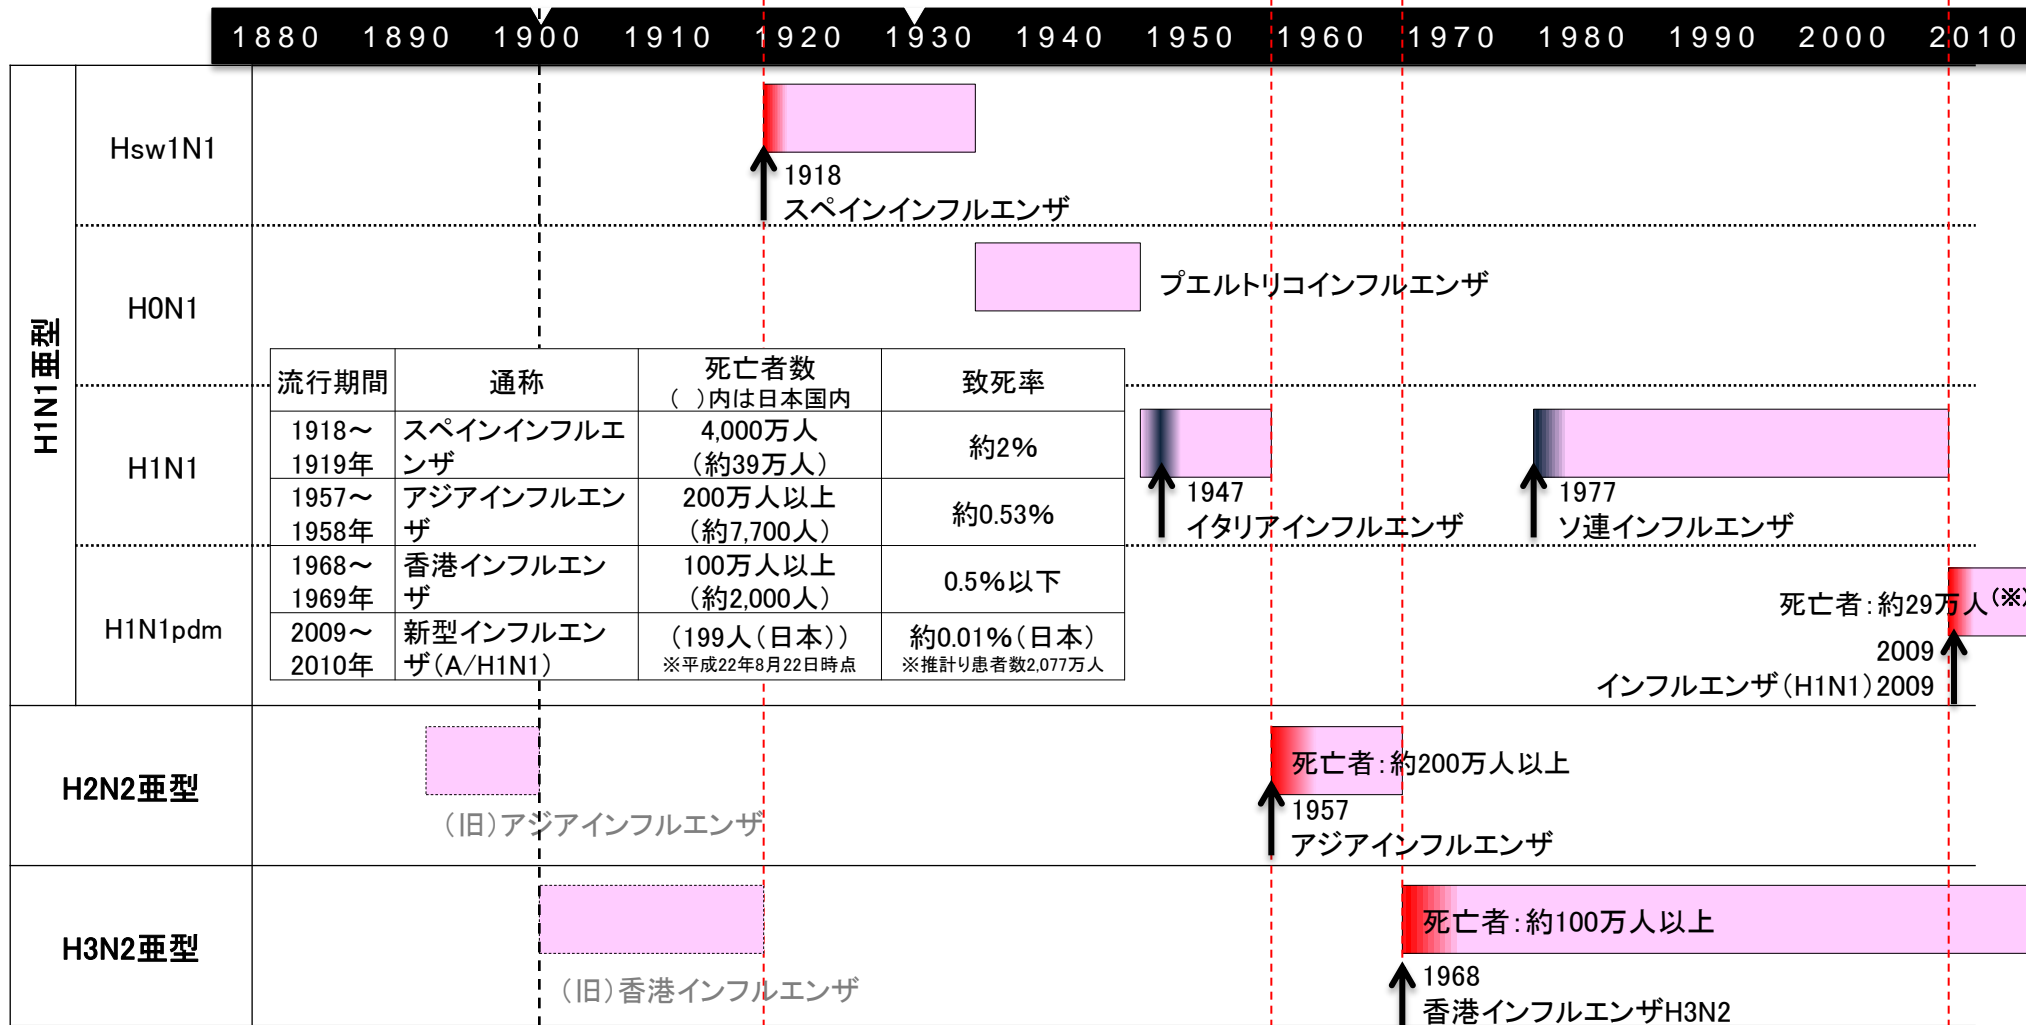 1880 1890 1900 1910 1920 1930 1940 1950 1960 1970 1980 1990 2000 2010
H1N1亜型
Hsw1N1
1918
スペインインフルエンザ
H0N1
プエルトリコインフルエンザ
流行期間 通称 死亡者数 致死率
( )内は日本国内
1918～ スペインインフルエ 4,000万人 約2%
1919年 ンザ (約39万人)
1957～ アジアインフルエン 200万人以上 約0.53%
1958年 ザ (約7,700人)
1968～ 香港インフルエン 100万人以上 0.5%以下
1969年 ザ (約2,000人)
2009～ 新型インフルエン (199人(日本)) 約0.01%(日本)
2010年 ザ(A/H1N1) ※平成22年8月22日時点 ※推計り患者数2,077万人
H1N1
1947
イタリアインフルエンザ
1977
ソ連インフルエンザ
H1N1pdm
死亡者:約29万人(※)
2009
インフルエンザ(H1N1)2009
H2N2亜型
(旧)アジアインフルエンザ
死亡者:約200万人以上
1957
アジアインフルエンザ
H3N2亜型
(旧)香港インフルエンザ
死亡者:約100万人以上
1968
香港インフルエンザH3N2